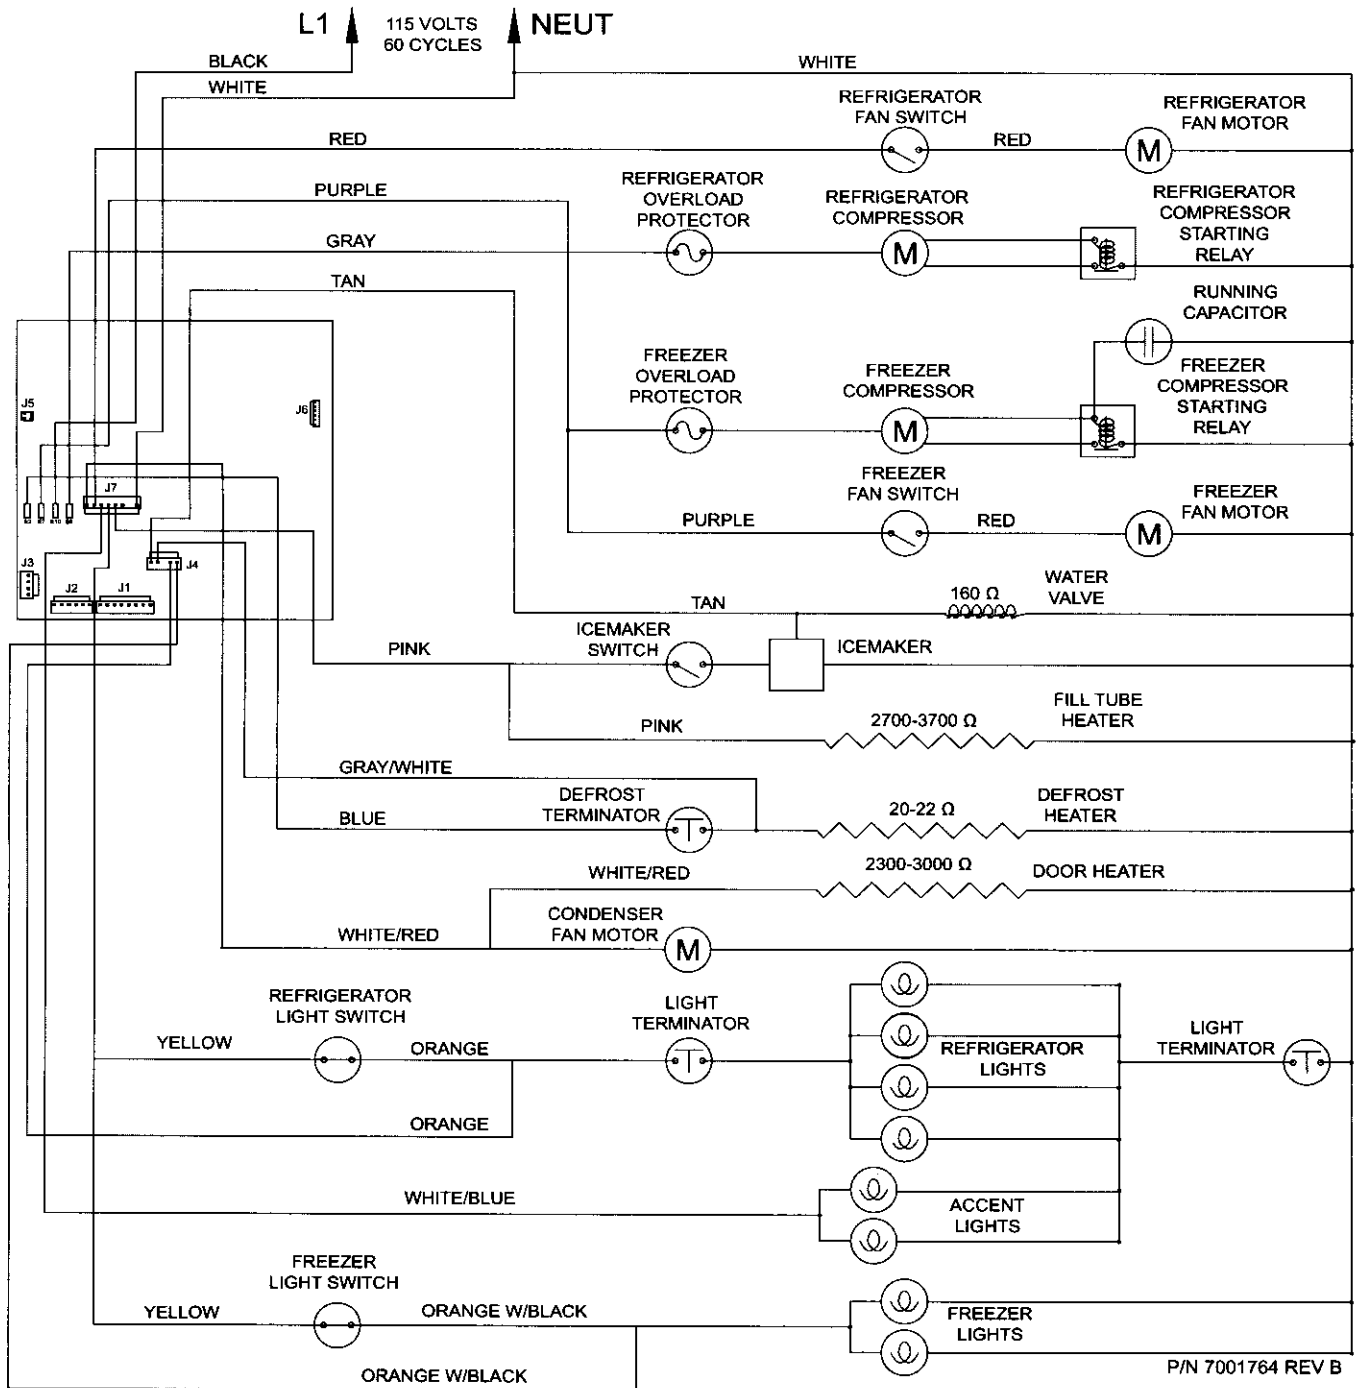 L1
115 VOLTS
60 CYCLES
NEUT
BLACK
WHITE
WHITE
REFRIGERATOR
FAN SWITCH
REFRIGERATOR
FAN MOTOR
RED
RED
M
PURPLE
REFRIGERATOR
OVERLOAD
PROTECTOR
REFRIGERATOR
COMPRESSOR
REFRIGERATOR
COMPRESSOR
STARTING
RELAY
GRAY
M
TAN
RUNNING
CAPACITOR
FREEZER
OVERLOAD
PROTECTOR
FREEZER
COMPRESSOR
FREEZER
COMPRESSOR
STARTING
RELAY
M
J5
J6
J7
FREEZER
FAN SWITCH
FREEZER
FAN MOTOR
PURPLE
RED
M
J3
J4
J2
J1
TAN
160 Ω
WATER
VALVE
ICEMAKER
SWITCH
ICEMAKER
PINK
PINK
2700-3700 Ω
FILL TUBE
HEATER
GRAY/WHITE
DEFROST
TERMINATOR
BLUE
20-22 Ω
DEFROST
HEATER
WHITE/RED
2300-3000 Ω
DOOR HEATER
CONDENSER
FAN MOTOR
WHITE/RED
M
REFRIGERATOR
LIGHT SWITCH
LIGHT
TERMINATOR
YELLOW
ORANGE
REFRIGERATOR
LIGHTS
LIGHT
TERMINATOR
ORANGE
WHITE/BLUE
ACCENT
LIGHTS
FREEZER
LIGHT SWITCH
YELLOW
ORANGE W/BLACK
FREEZER
LIGHTS
ORANGE W/BLACK
P/N 7001764 REV B